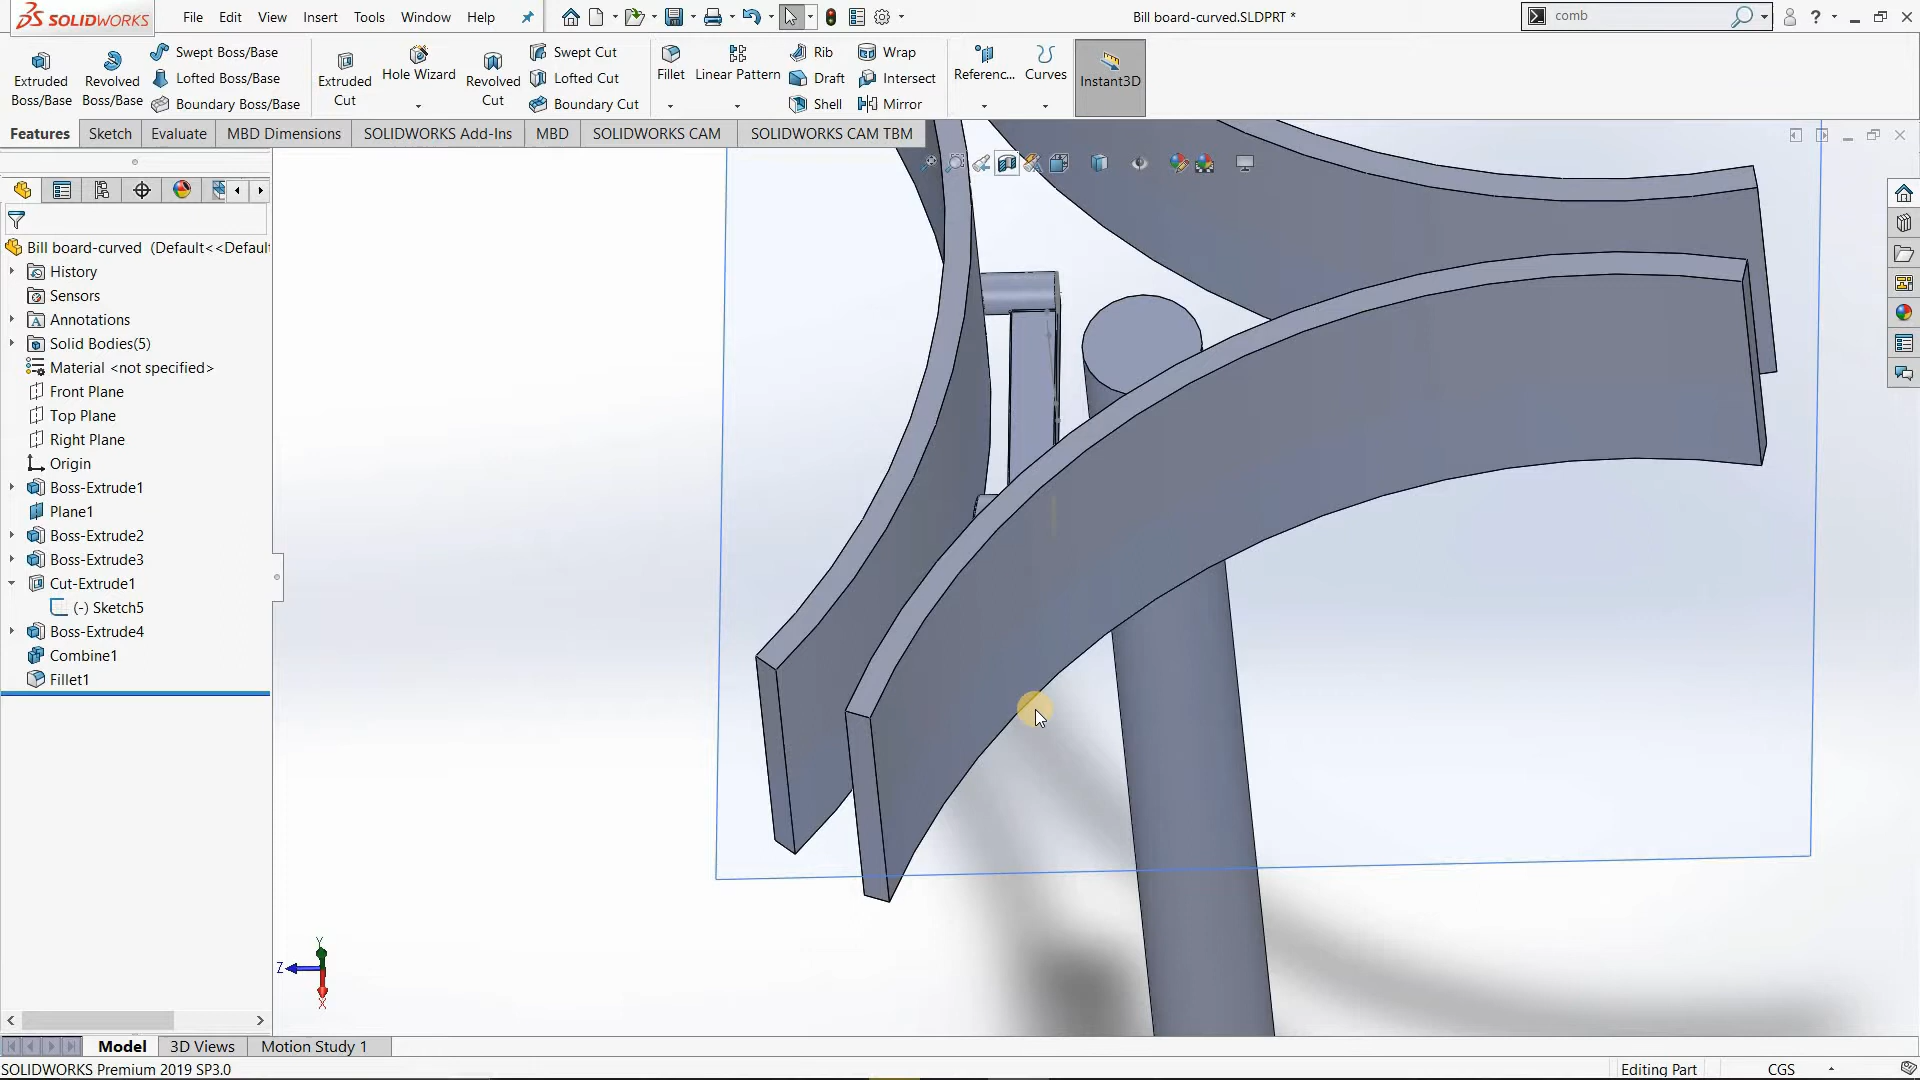 SOLIDWORKS
File Edit View Insert Tools Window Help
Bill board-curved.SLDPRT *
comb
Extruded Boss/Base
Revolved Boss/Base
Swept Boss/Base
Lofted Boss/Base
Boundary Boss/Base
Extruded Cut
Hole Wizard
Revolved Cut
Swept Cut
Lofted Cut
Boundary Cut
Fillet
Linear Pattern
Rib
Draft
Shell
Wrap
Intersect
Mirror
Referenc...
Curves
Instant3D
Features Sketch Evaluate MBD Dimensions SOLIDWORKS Add-Ins MBD SOLIDWORKS CAM SOLIDWORKS CAM TBM
Bill board-curved (Default<<Defaul
History
Sensors
Annotations
Solid Bodies(5)
Material <not specified>
Front Plane
Top Plane
Right Plane
Origin
Boss-Extrude1
Plane1
Boss-Extrude2
Boss-Extrude3
Cut-Extrude1
(-) Sketch5
Boss-Extrude4
Combine1
Fillet1
Y
Z
X
Model 3D Views Motion Study 1
SOLIDWORKS Premium 2019 SP3.0
Editing Part
CGS